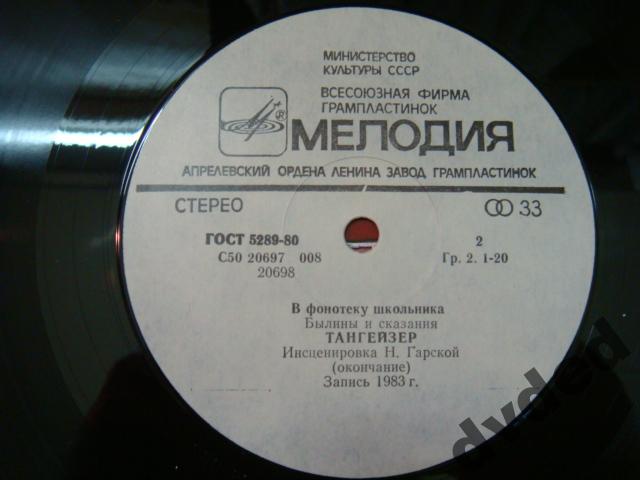 МИНИСТЕРСТВО
КУЛЬТУРЫ СССР
ВСЕСОЮЗНАЯ ФИРМА
ГРАМПЛАСТИНОК
МЕЛОДИЯ
АПРЕЛЕВСКИЙ ОРДЕНА ЛЕНИНА ЗАВОД ГРАМПЛАСТИНОК
СТЕРЕО 33
ГОСТ 5289-80 2
С50 20697 008 Гр. 2. 1-20
20698
В фонотеку школьника
Былины и сказания
ТАНГЕЙЗЕР
Инсценировка Н. Гарской
(окончание)
Запись 1983 г.
dvded